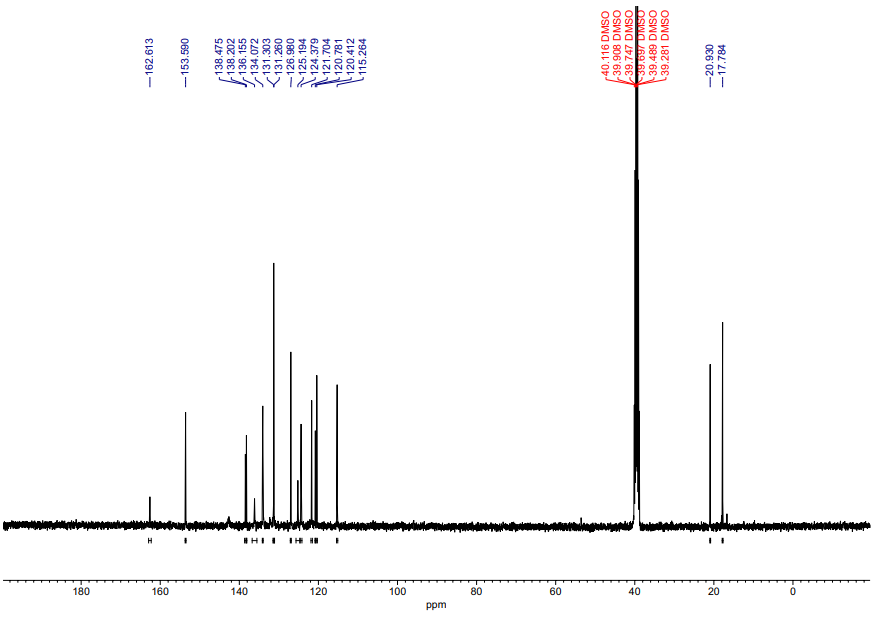 162.613
153.590
138.475
138.202
136.155
134.072
131.303
131.260
126.980
125.194
124.379
121.704
120.781
120.412
115.264
40.116 DMSO
39.908 DMSO
39.747 DMSO
39.697 DMSO
39.489 DMSO
39.281 DMSO
20.930
17.784
180 160 140 120 100 80 60 40 20 0
ppm